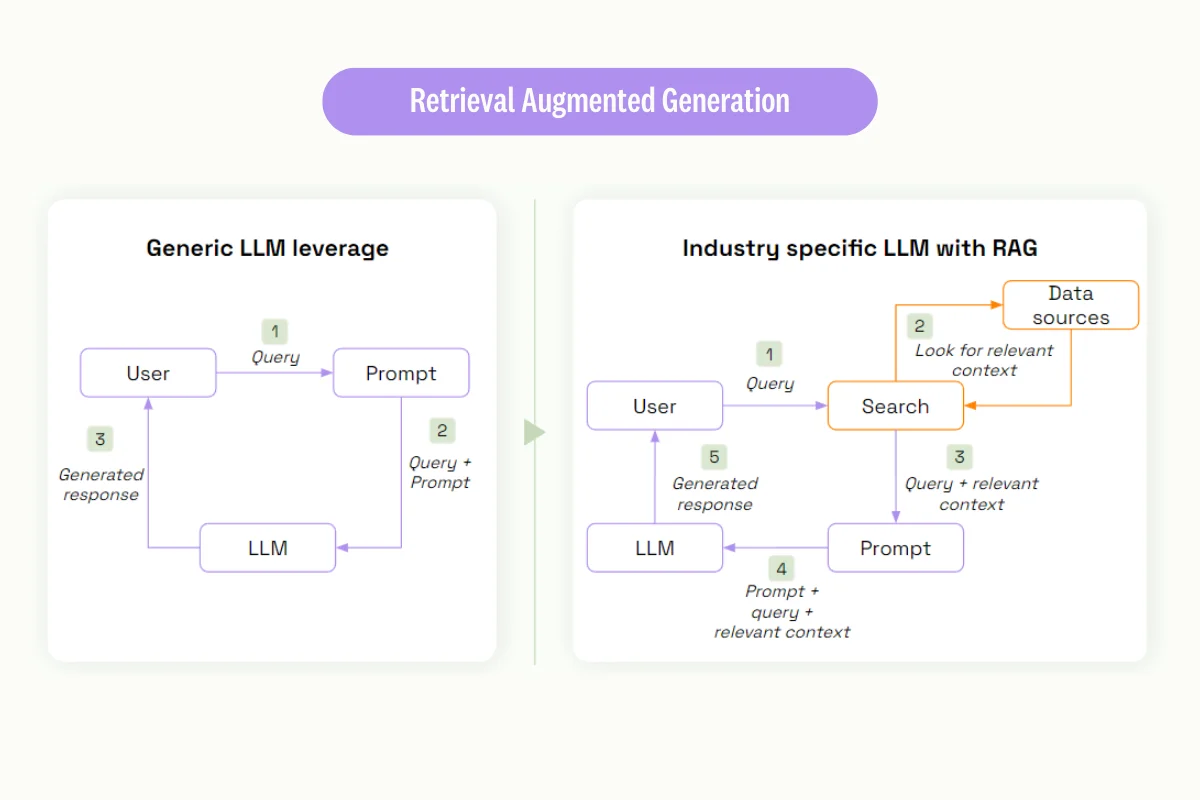 Retrieval Augmented Generation
Generic LLM leverage
1
Query
User
Prompt
2
Query +
Prompt
3
Generated
response
LLM
Industry specific LLM with RAG
Data
sources
2
Look for relevant
context
1
Query
User
Search
3
Query + relevant
context
5
Generated
response
LLM
Prompt
4
Prompt +
query +
relevant context